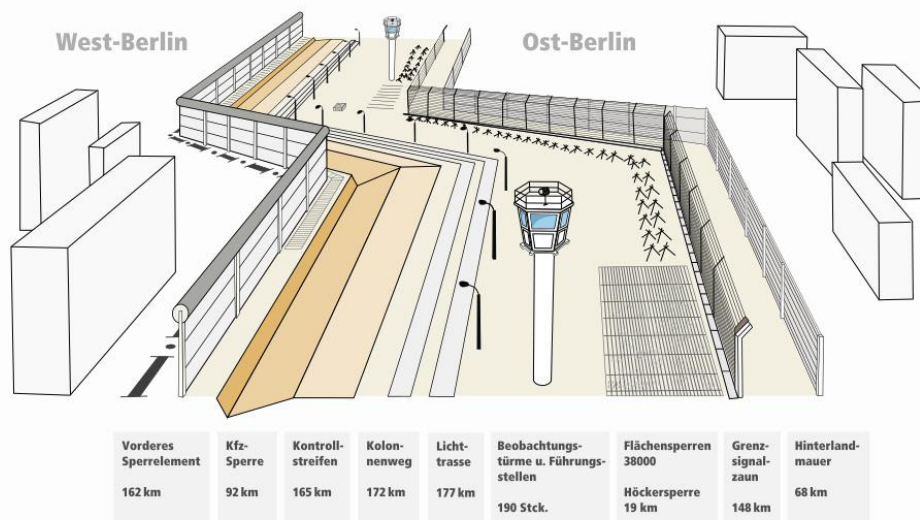 West-Berlin
Ost-Berlin
Vorderes
Sperrelement
162 km
Kfz-
Sperre
92 km
Kontroll-
streifen
165 km
Kolon-
nenweg
172 km
Licht-
trasse
177 km
Beobachtungs-
türme u. Führungs-
stellen
190 Stck.
Flächensperren
38000
Höckersperre
19 km
Grenz-
signal-
zaun
148 km
Hinterland-
mauer
68 km